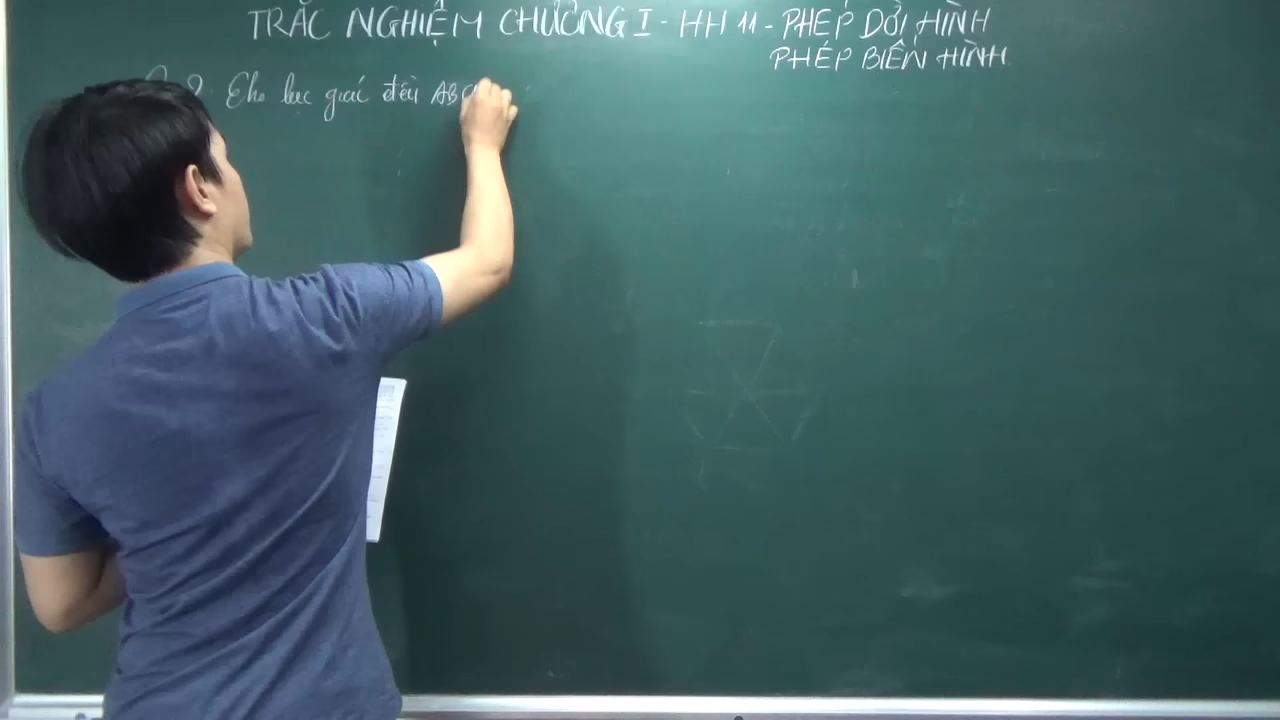 TRẮC NGHIỆM CHƯƠNG I - HH 11 - PHÉP DỜI HÌNH
PHÉP BIẾN HÌNH
Cho lục giác đều ABC